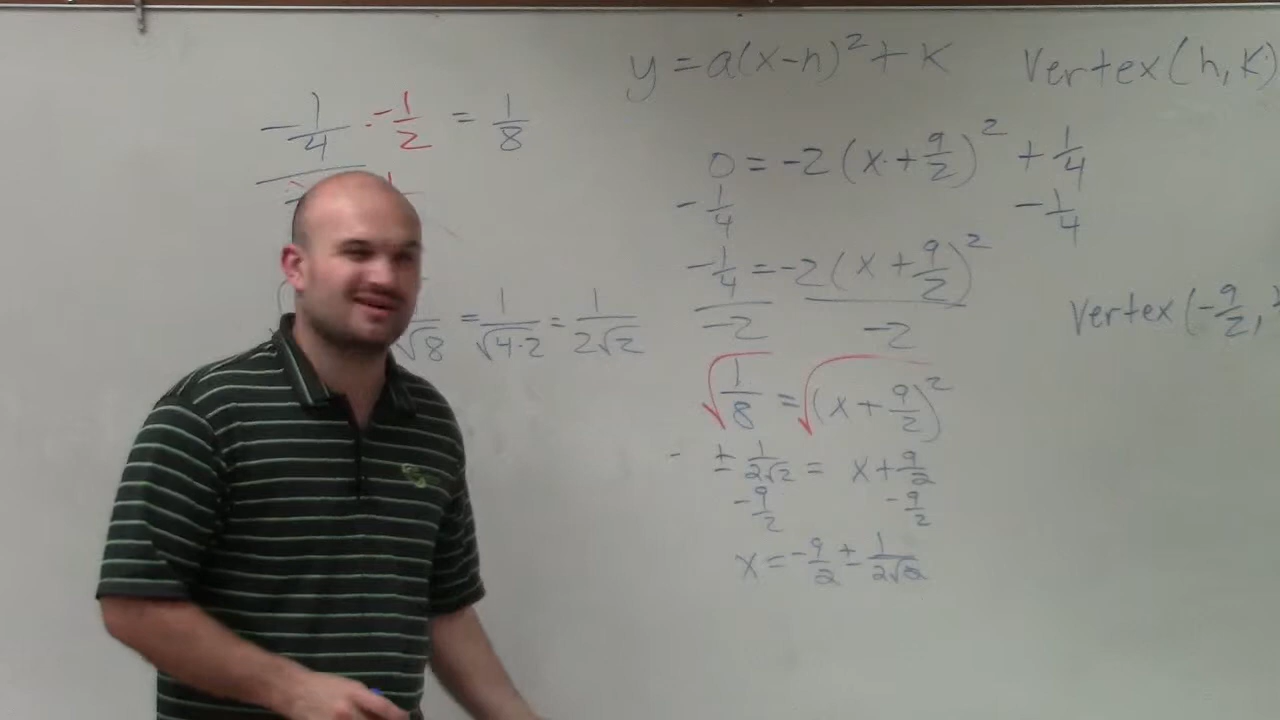 y = a(x-h)² + k Vertex(h, k)
-1/4 · -1/2 = 1/8
1/√8 = 1/√(4·2) = 1/(2√2)
0 = -2(x + 9/2)² + 1/4
-1/4 -1/4
-1/4 = -2(x + 9/2)²
-2 -2
√(1/8) = √(x + 9/2)²
± 1/(2√2) = x + 9/2
-9/2 -9/2
x = -9/2 ± 1/(2√2)
Vertex(-9/2,